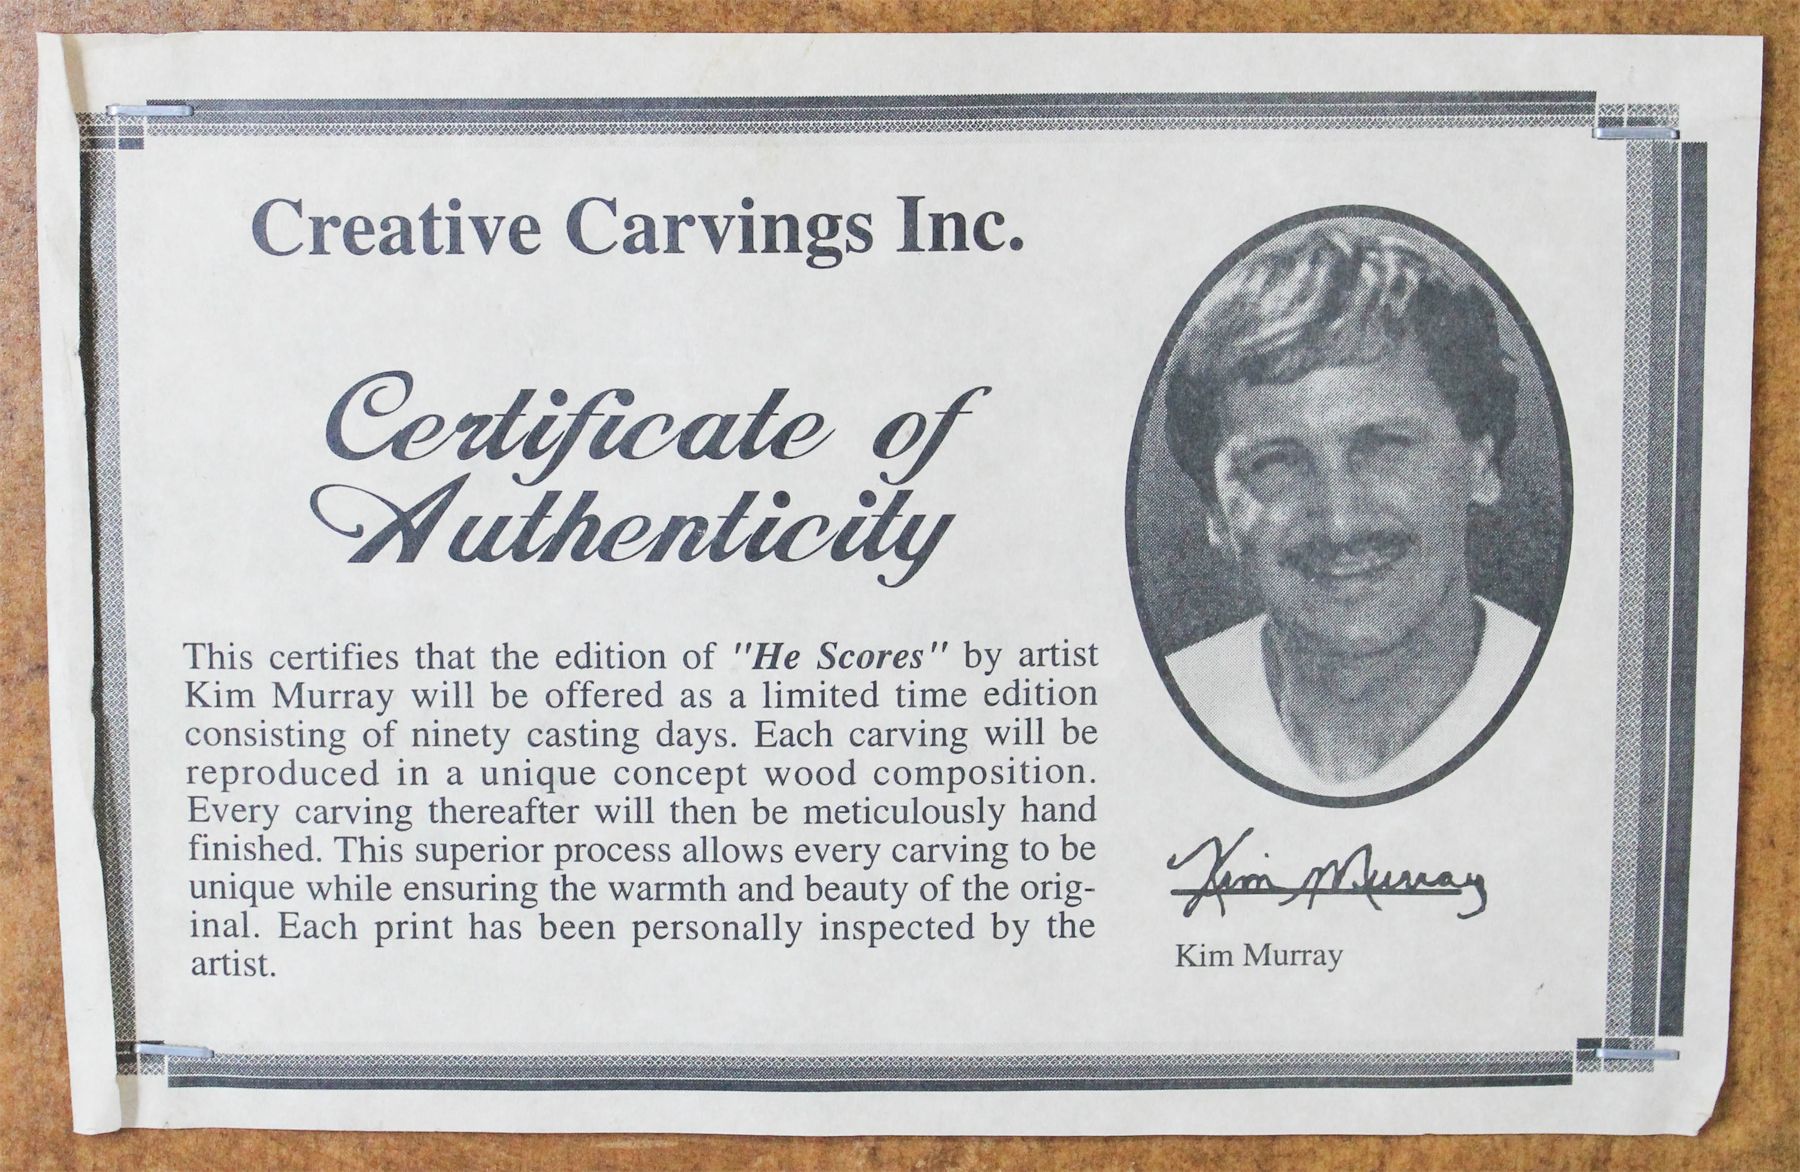 Creative Carvings Inc.
Certificate of
Authenticity
This certifies that the edition of "He Scores" by artist
Kim Murray will be offered as a limited time edition
consisting of ninety casting days. Each carving will be
reproduced in a unique concept wood composition.
Every carving thereafter will then be meticulously hand
finished. This superior process allows every carving to be
unique while ensuring the warmth and beauty of the orig-
inal. Each print has been personally inspected by the
artist.
Kim Murray
Kim Murray